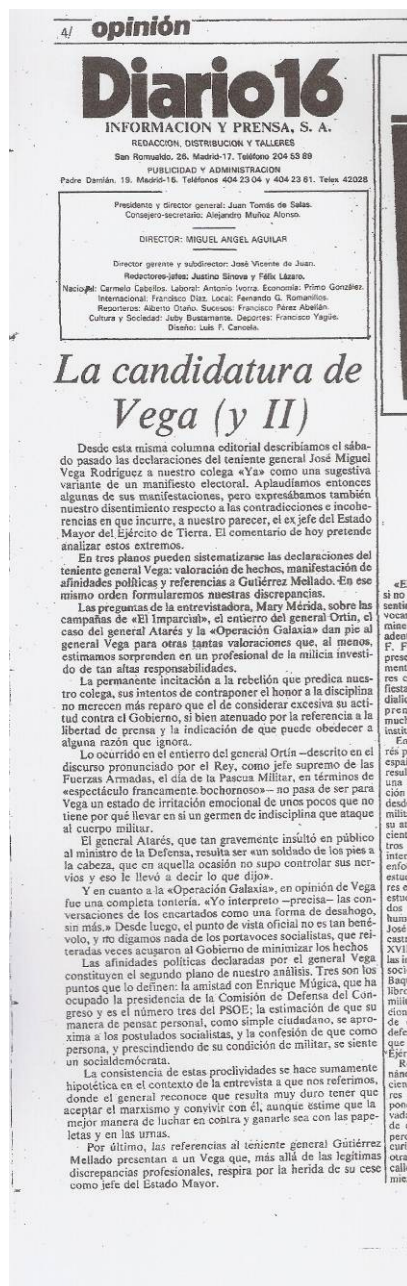 4/ opinión
Diario16
INFORMACION Y PRENSA, S. A.
REDACCION, DISTRIBUCION Y TALLERES
San Romualdo, 26. Madrid-17. Teléfono 204 53 89
PUBLICIDAD Y ADMINISTRACION
Padre Damián, 19. Madrid-16. Teléfonos 404 23 04 y 404 23 61. Telex 42028
Presidente y director general: Juan Tomás de Salas.
Consejero-secretario: Alejandro Muñoz Alonso.
DIRECTOR: MIGUEL ANGEL AGUILAR
Director gerente y subdirector: José Vicente de Juan.
Redactores-jefes: Justino Sinova y Félix Lázaro.
Nacional: Carmelo Cabellos. Laboral: Antonio Ivorra. Economía: Primo González.
Internacional: Francisco Díaz. Local: Fernando G. Romanillos.
Reporteros: Alberto Otaño. Sucesos: Francisco Pérez Abellán.
Cultura y Sociedad: Juby Bustamante. Deportes: Francisco Yagüe.
Diseño: Luis F. Cancela.
La candidatura de
Vega (y II)
Desde esta misma columna editorial describíamos el sába-
do pasado las declaraciones del teniente general José Miguel
Vega Rodríguez a nuestro colega «Ya» como una sugestiva
variante de un manifiesto electoral. Aplaudíamos entonces
algunas de sus manifestaciones, pero expresábamos también
nuestro disentimiento respecto a las contradicciones e incohe-
rencias en que incurre, a nuestro parecer, el ex jefe del Estado
Mayor del Ejército de Tierra. El comentario de hoy pretende
analizar estos extremos.
En tres planos pueden sistematizarse las declaraciones del
teniente general Vega: valoración de hechos, manifestación de
afinidades políticas y referencias a Gutiérrez Mellado. En ese
mismo orden formularemos nuestras discrepancias.
Las preguntas de la entrevistadora, Mary Mérida, sobre las
campañas de «El Imparcial», el entierro del general Ortín, el
caso del general Atarés y la «Operación Galaxia» dan pie al
general Vega para otras tantas valoraciones que, al menos,
estimamos sorprenden en un profesional de la milicia investi-
do de tan altas responsabilidades.
La permanente incitación a la rebelión que predica nues-
tro colega, sus intentos de contraponer el honor a la disciplina
no merecen más reparo que el de considerar excesiva su acti-
tud contra el Gobierno, si bien atenuado por la referencia a la
libertad de prensa y la indicación de que puede obedecer a
alguna razón que ignora.
Lo ocurrido en el entierro del general Ortín —descrito en el
discurso pronunciado por el Rey, como jefe supremo de las
Fuerzas Armadas, el día de la Pascua Militar, en términos de
«espectáculo francamente bochornoso»— no pasa de ser para
Vega un estado de irritación emocional de unos pocos que no
tiene por qué llevar en sí un germen de indisciplina que ataque
al cuerpo militar.
El general Atarés, que tan gravemente insultó en público
al ministro de la Defensa, resulta ser «un soldado de los pies a
la cabeza, que en aquella ocasión no supo controlar sus ner-
vios y eso le llevó a decir lo que dijo».
Y en cuanto a la «Operación Galaxia», en opinión de Vega
fue una completa tontería. «Yo interpreto —precisa— las con-
versaciones de los encartados como una forma de desahogo,
sin más.» Desde luego, el punto de vista oficial no es tan bené-
volo, y no digamos nada de los portavoces socialistas, que rei-
teradas veces acusaron al Gobierno de minimizar los hechos
Las afinidades políticas declaradas por el general Vega
constituyen el segundo plano de nuestro análisis. Tres son los
puntos que lo definen: la amistad con Enrique Múgica, que ha
ocupado la presidencia de la Comisión de Defensa del Con-
greso y es el número tres del PSOE; la estimación de que su
manera de pensar personal, como simple ciudadano, se apro-
xima a los postulados socialistas, y la confesión de que como
persona, y prescindiendo de su condición de militar, se siente
un socialdemócrata.
La consistencia de estas proclividades se hace sumamente
hipotética en el contexto de la entrevista a que nos referimos,
donde el general reconoce que resulta muy duro tener que
aceptar el marxismo y convivir con él, aunque estime que la
mejor manera de luchar en contra y ganarle sea con las pape-
letas y en las urnas.
Por último, las referencias al teniente general Gutiérrez
Mellado presentan a un Vega que, más allá de las legítimas
discrepancias profesionales, respira por la herida de su cese
como jefe del Estado Mayor.